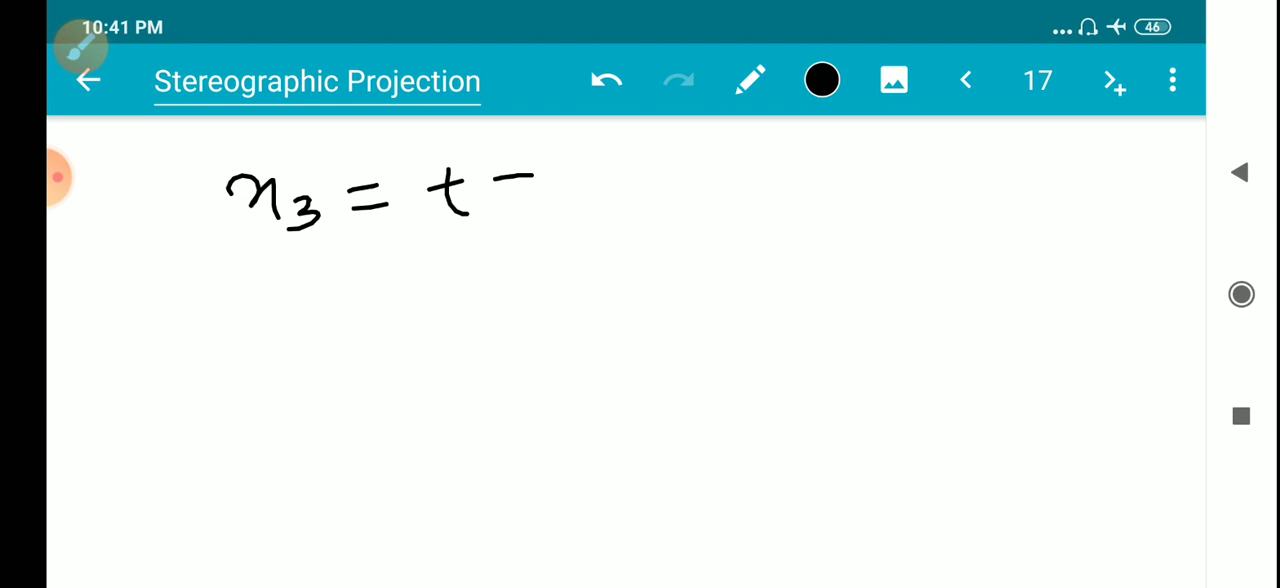 10:41 PM 46
Stereographic Projection 17
x₃ = t –